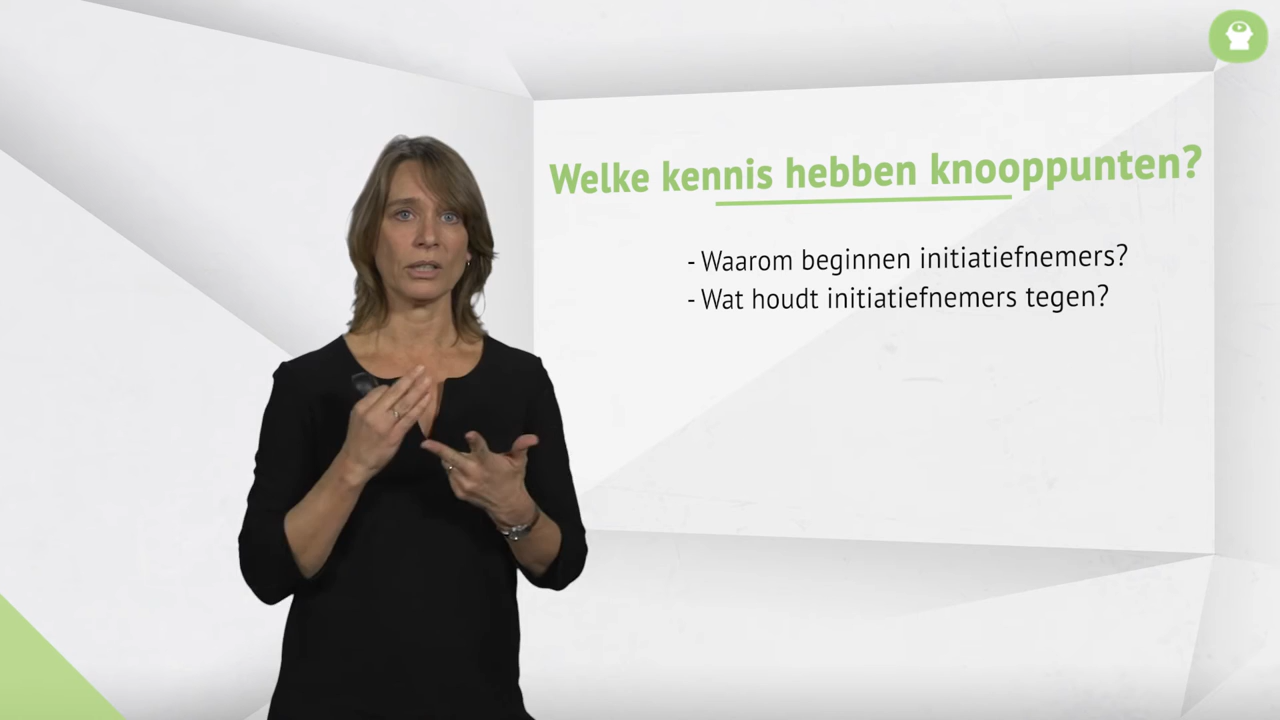 Welke kennis hebben knooppunten?
- Waarom beginnen initiatiefnemers?
- Wat houdt initiatiefnemers tegen?